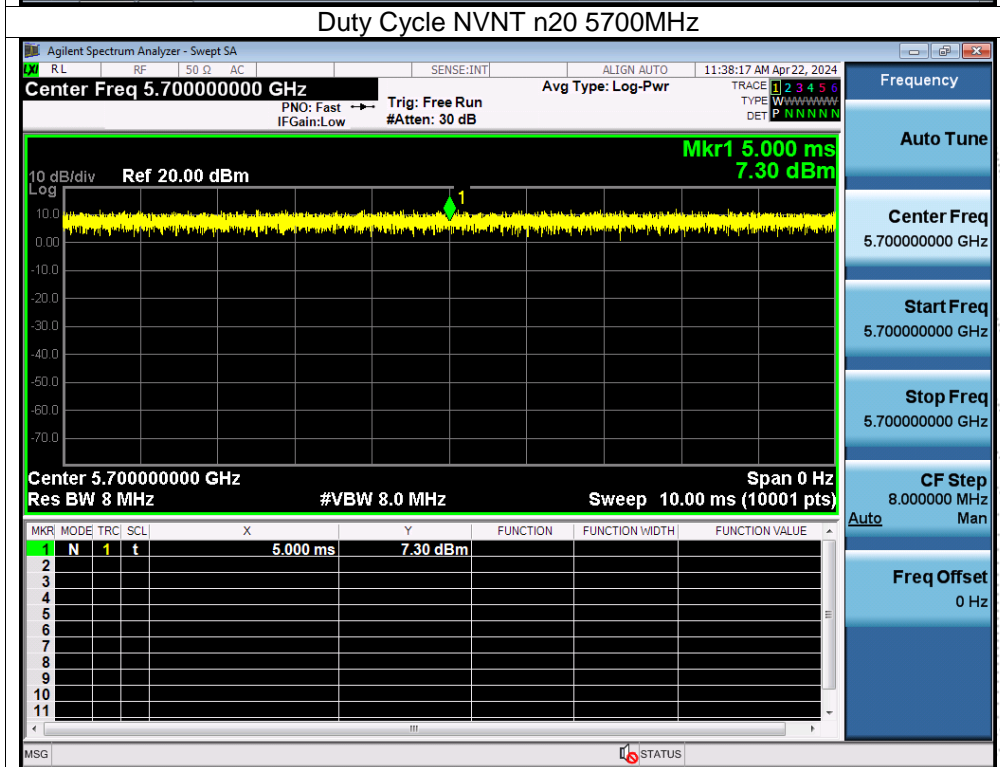 Duty Cycle NVNT n20 5700MHz
Agilent Spectrum Analyzer - Swept SA
LXI RL RF 50 Ω AC SENSE:INT ALIGN AUTO 11:38:17 AM Apr 22, 2024
Center Freq 5.700000000 GHz Avg Type: Log-Pwr TRACE 1 2 3 4 5 6
PNO: Fast Trig: Free Run TYPE WWWWWW
IFGain:Low #Atten: 30 dB DET P N N N N N
Frequency
Mkr1 5.000 ms
7.30 dBm
10 dB/div Ref 20.00 dBm
Log
1
10.0
0.00
-10.0
-20.0
-30.0
-40.0
-50.0
-60.0
-70.0
Center 5.700000000 GHz Span 0 Hz
Res BW 8 MHz #VBW 8.0 MHz Sweep 10.00 ms (10001 pts)
MKR MODE TRC SCL X Y FUNCTION FUNCTION WIDTH FUNCTION VALUE
1 N 1 t 5.000 ms 7.30 dBm
2
3
4
5
6
7
8
9
10
11
MSG STATUS
Auto Tune
Center Freq
5.700000000 GHz
Start Freq
5.700000000 GHz
Stop Freq
5.700000000 GHz
CF Step
8.000000 MHz
Auto Man
Freq Offset
0 Hz